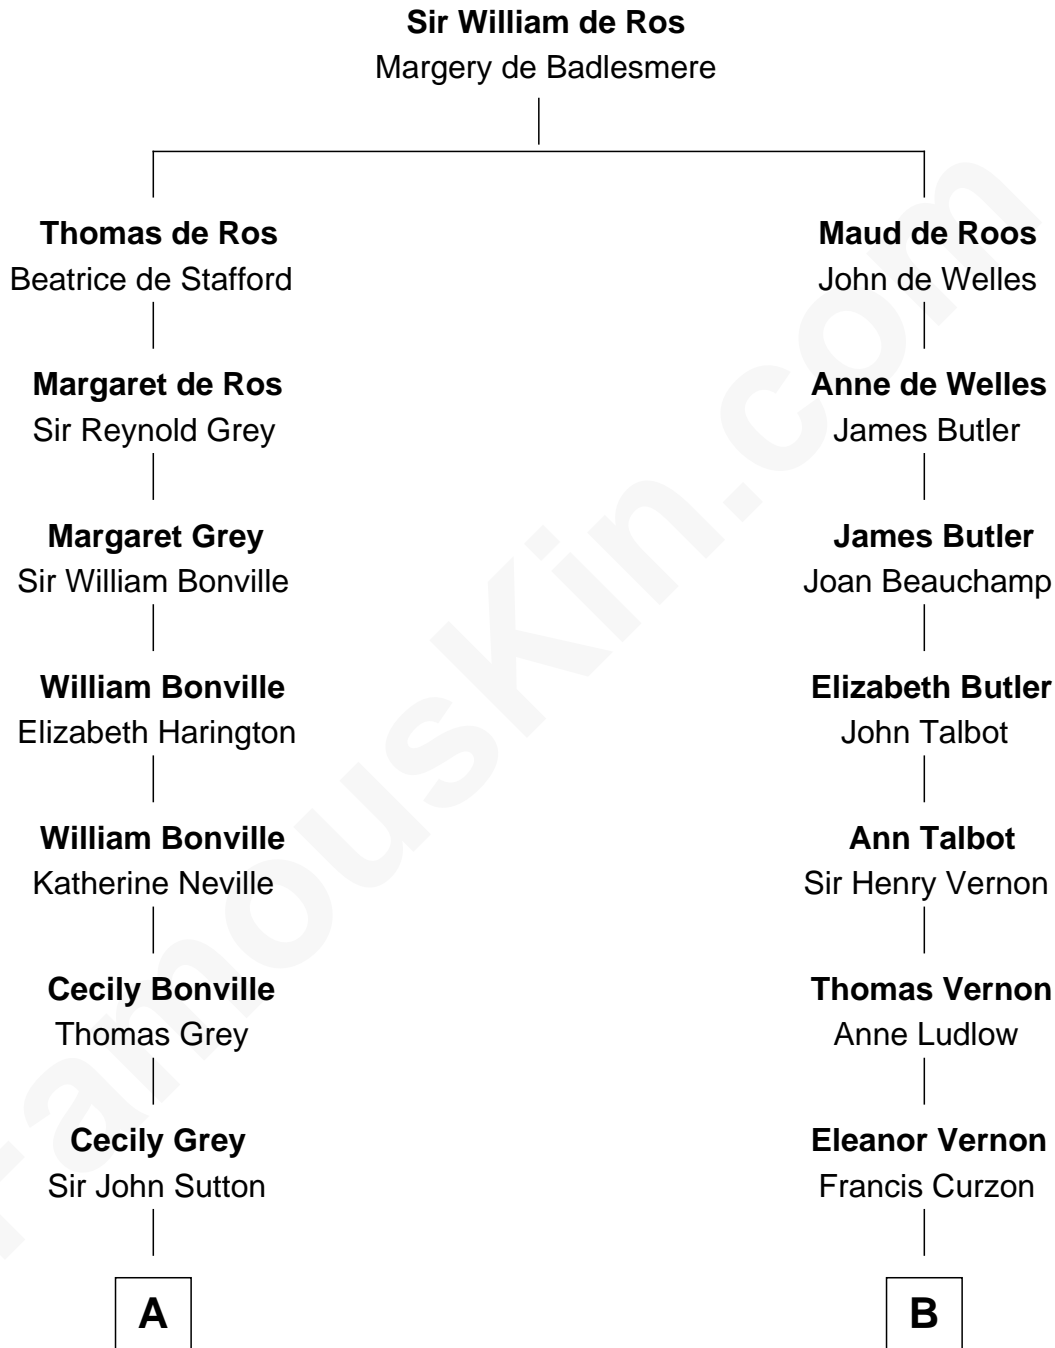 Sir William de Ros
Margery de Badlesmere
Thomas de Ros
Beatrice de Stafford
Margaret de Ros
Sir Reynold Grey
Margaret Grey
Sir William Bonville
William Bonville
Elizabeth Harington
William Bonville
Katherine Neville
Cecily Bonville
Thomas Grey
Cecily Grey
Sir John Sutton
A
Maud de Roos
John de Welles
Anne de Welles
James Butler
James Butler
Joan Beauchamp
Elizabeth Butler
John Talbot
Ann Talbot
Sir Henry Vernon
Thomas Vernon
Anne Ludlow
Eleanor Vernon
Francis Curzon
B
FamousKin.com